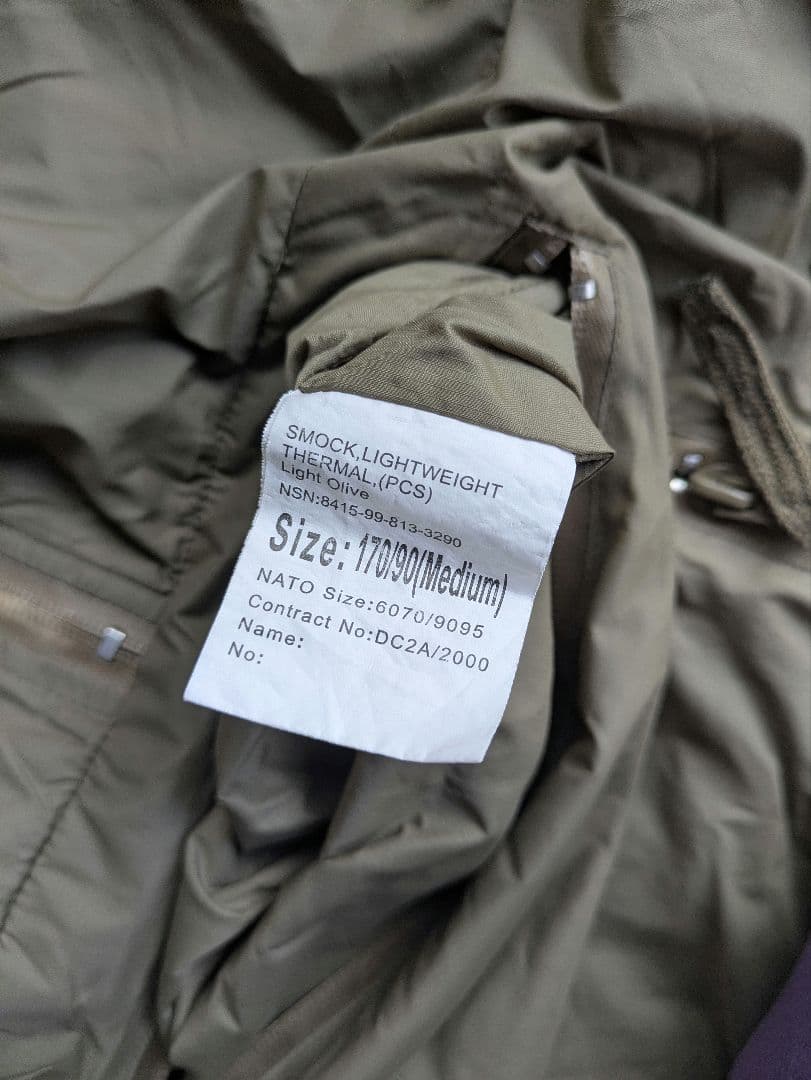 SMOCK,LIGHTWEIGHT
THERMAL,(PCS)
Light Olive
NSN:8415-99-813-3290
Size: 170/90(Medium)
NATO Size:6070/9095
Contract No:DC2A/2000
Name:
No: